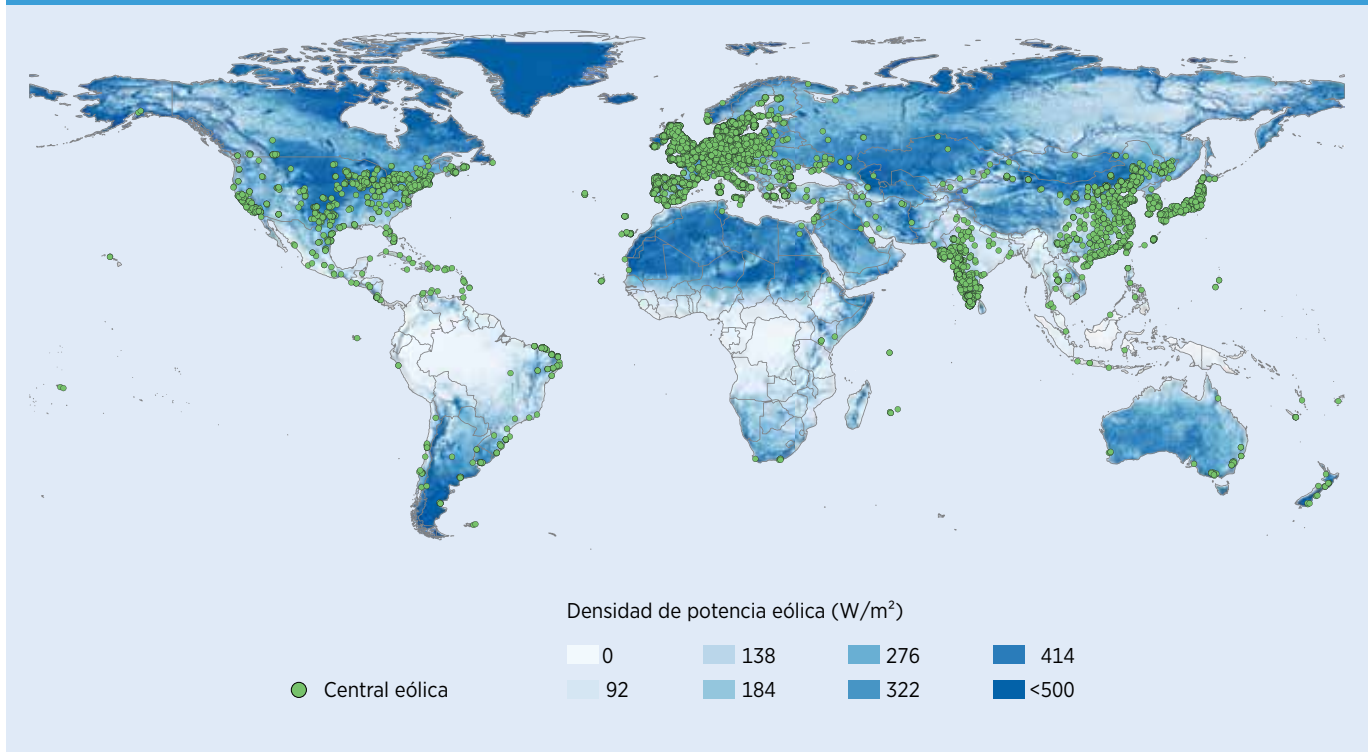 Densidad de potencia eólica (W/m²)
0 138 276 414
Central eólica 92 184 322 <500